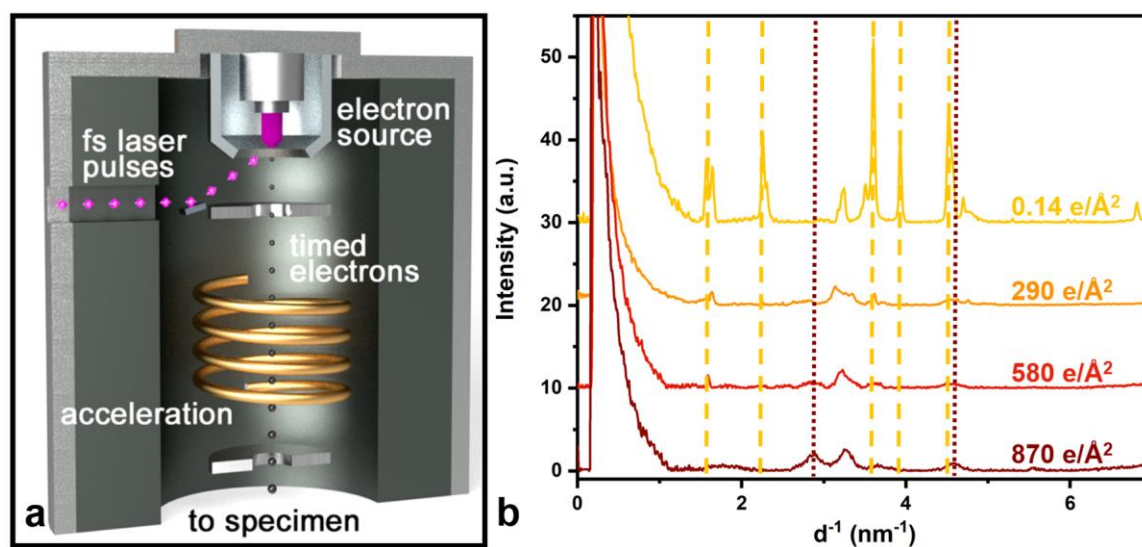 electron
source
fs laser
pulses
timed
electrons
acceleration
to specimen
a
50
40
30
20
10
0
Intensity (a.u.)
0.14 e/Å²
290 e/Å²
580 e/Å²
870 e/Å²
0
2
4
6
d⁻¹ (nm⁻¹)
b